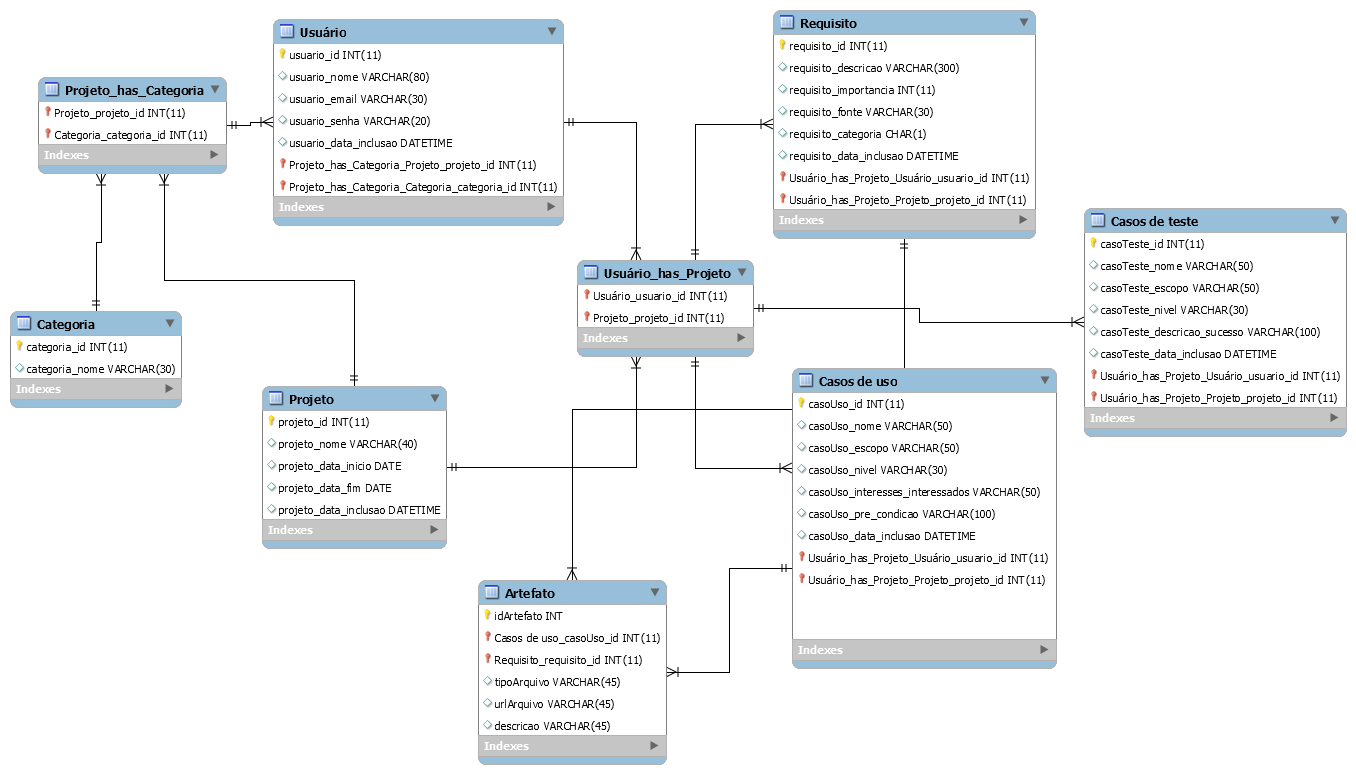 Usuário
usuario_id INT(11)
usuario_nome VARCHAR(80)
usuario_email VARCHAR(30)
usuario_senha VARCHAR(20)
usuario_data_inclusao DATETIME
Projeto_has_Categoria_Projeto_projeto_id INT(11)
Projeto_has_Categoria_Categoria_categoria_id INT(11)
Indexes
Requisito
requisito_id INT(11)
requisito_descricao VARCHAR(300)
requisito_importancia INT(11)
requisito_fonte VARCHAR(30)
requisito_categoria CHAR(1)
requisito_data_inclusao DATETIME
Usuário_has_Projeto_Usuário_usuario_id INT(11)
Usuário_has_Projeto_Projeto_projeto_id INT(11)
Indexes
Projeto_has_Categoria
Projeto_projeto_id INT(11)
Categoria_categoria_id INT(11)
Indexes
Casos de teste
casoTeste_id INT(11)
casoTeste_nome VARCHAR(50)
casoTeste_escopo VARCHAR(50)
casoTeste_nivel VARCHAR(30)
casoTeste_descricao_sucesso VARCHAR(100)
casoTeste_data_inclusao DATETIME
Usuário_has_Projeto_Usuário_usuario_id INT(11)
Usuário_has_Projeto_Projeto_projeto_id INT(11)
Indexes
Usuário_has_Projeto
Usuário_usuario_id INT(11)
Projeto_projeto_id INT(11)
Indexes
Categoria
categoria_id INT(11)
categoria_nome VARCHAR(30)
Indexes
Projeto
projeto_id INT(11)
projeto_nome VARCHAR(40)
projeto_data_inicio DATE
projeto_data_fim DATE
projeto_data_inclusao DATETIME
Indexes
Casos de uso
casoUso_id INT(11)
casoUso_nome VARCHAR(50)
casoUso_escopo VARCHAR(50)
casoUso_nivel VARCHAR(30)
casoUso_interesses_interessados VARCHAR(50)
casoUso_pre_condicao VARCHAR(100)
casoUso_data_inclusao DATETIME
Usuário_has_Projeto_Usuário_usuario_id INT(11)
Usuário_has_Projeto_Projeto_projeto_id INT(11)
Indexes
Artefato
idArtefato INT
Casos de uso_casoUso_id INT(11)
Requisito_requisito_id INT(11)
tipoArquivo VARCHAR(45)
urlArquivo VARCHAR(45)
descricao VARCHAR(45)
Indexes